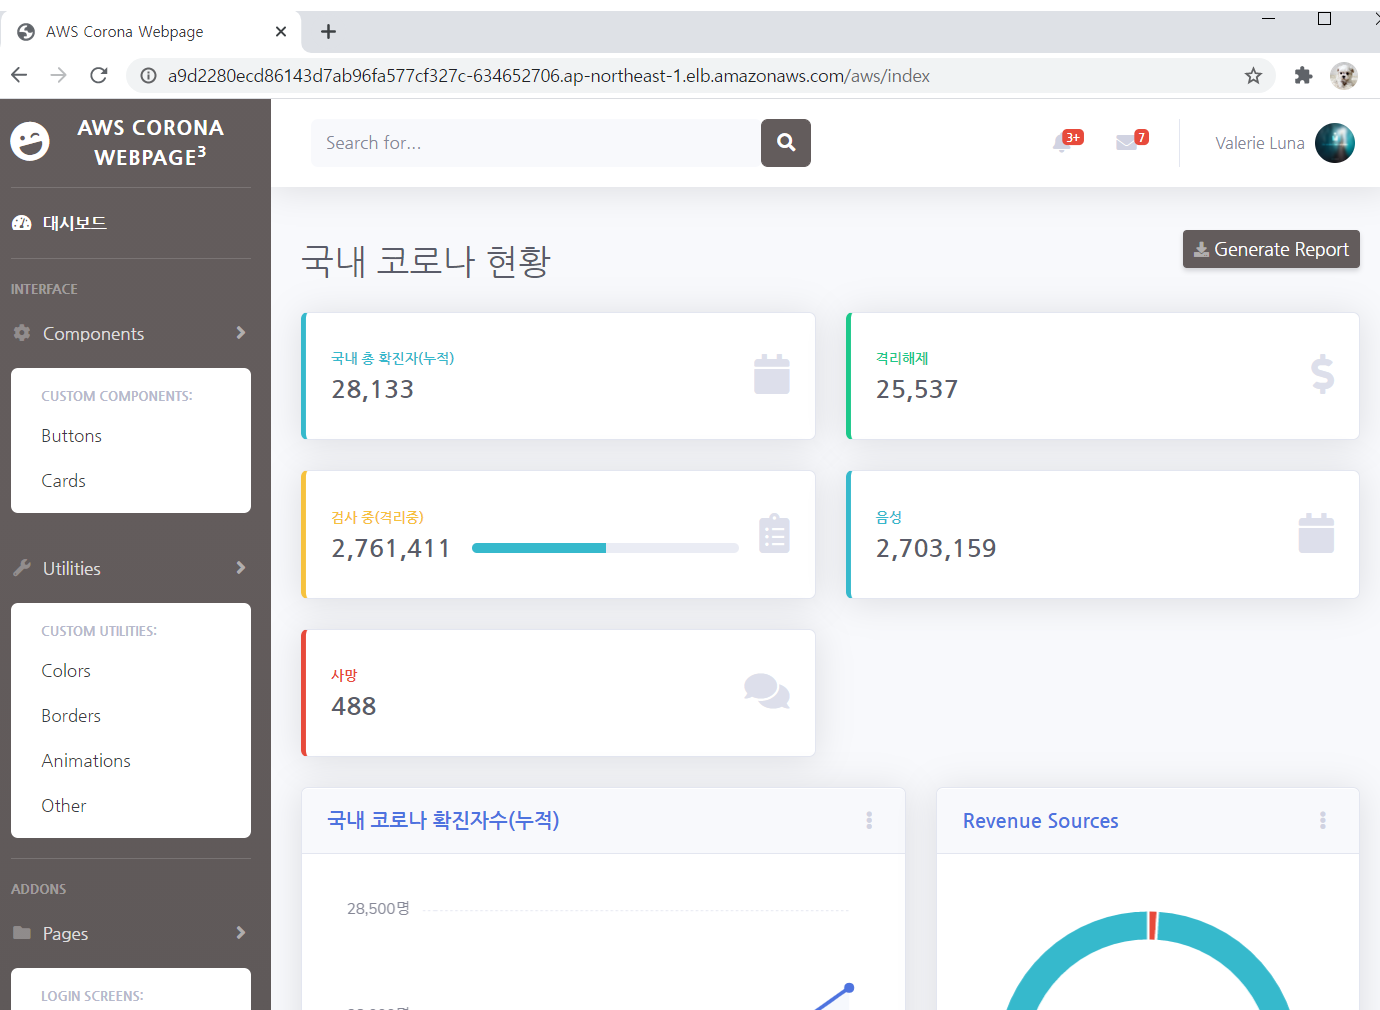 AWS Corona Webpage
a9d2280ecd86143d7ab96fa577cf327c-634652706.ap-northeast-1.elb.amazonaws.com/aws/index
AWS CORONA
WEBPAGE3
Search for...
3+
7
Valerie Luna
대시보드
국내 코로나 현황
Generate Report
INTERFACE
Components
CUSTOM COMPONENTS:
Buttons
Cards
Utilities
CUSTOM UTILITIES:
Colors
Borders
Animations
Other
ADDONS
Pages
LOGIN SCREENS:
국내 총 확진자(누적)
28,133
격리해제
25,537
검사 중(격리중)
2,761,411
음성
2,703,159
사망
488
국내 코로나 확진자수(누적)
28,500명
Revenue Sources